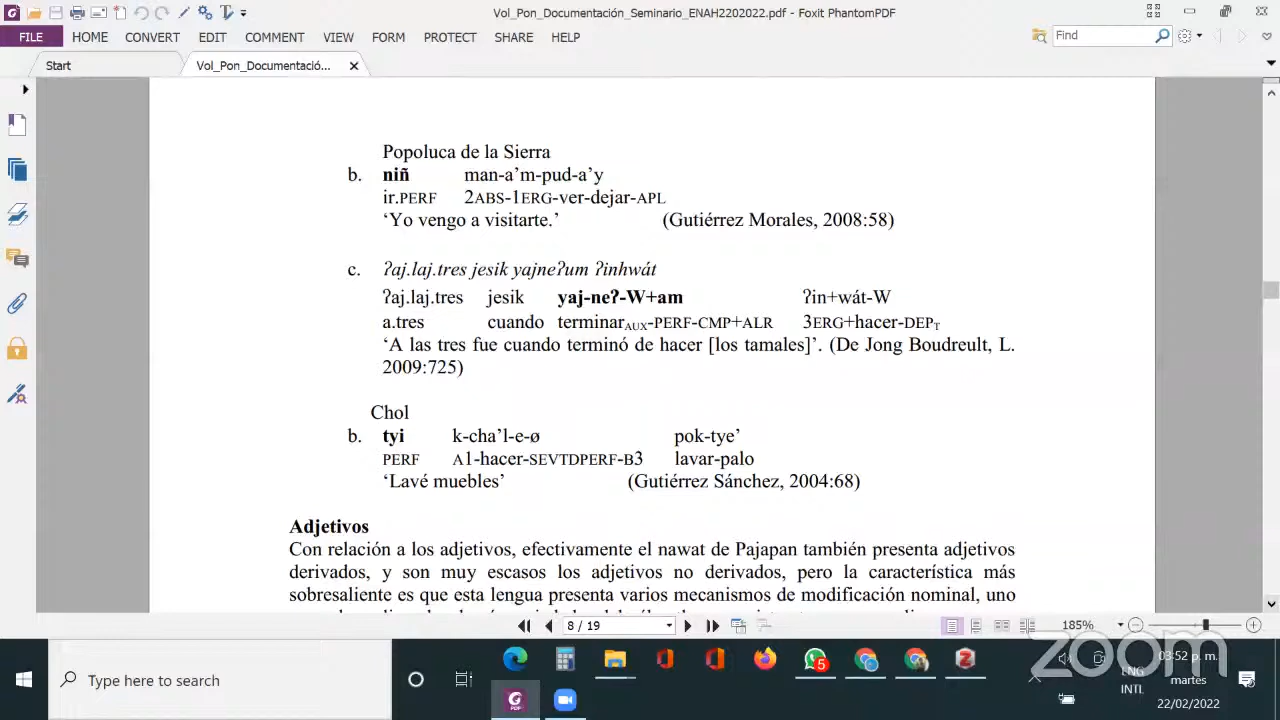 Vol_Pon_Documentación_Seminario_ENAH2202022.pdf - Foxit PhantomPDF
FILE HOME CONVERT EDIT COMMENT VIEW FORM PROTECT SHARE HELP Find
Start Vol_Pon_Documentació...
Popoluca de la Sierra
b. niñ man-a’m-pud-a’y
ir.PERF 2ABS-1ERG-ver-dejar-APL
‘Yo vengo a visitarte.’ (Gutiérrez Morales, 2008:58)
c. ʔaj.laj.tres jesik yajneʔum ʔinhwát
ʔaj.laj.tres jesik yaj-neʔ-W+am ʔin+wát-W
a.tres cuando terminarAUX-PERF-CMP+ALR 3ERG+hacer-DEPT
‘A las tres fue cuando terminó de hacer [los tamales]’. (De Jong Boudreult, L.
2009:725)
Chol
b. tyi k-cha’l-e-ø pok-tye’
PERF A1-hacer-SEVTDPERF-B3 lavar-palo
‘Lavé muebles’ (Gutiérrez Sánchez, 2004:68)
Adjetivos
Con relación a los adjetivos, efectivamente el nawat de Pajapan también presenta adjetivos
derivados, y son muy escasos los adjetivos no derivados, pero la característica más
sobresaliente es que esta lengua presenta varios mecanismos de modificación nominal, uno
8 / 19 185%
zoom
Type here to search
5
PDF
ENG
INTL
03:52 p. m.
martes
22/02/2022